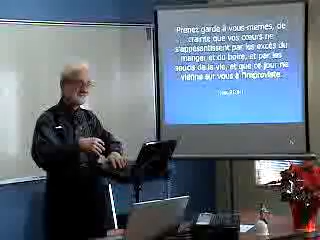 Prenez garde à vous-mêmes, de
crainte que vos cœurs ne
s'appesantissent par les excès du
manger et du boire, et par les
soucis de la vie, et que ce jour ne
vienne sur vous à l'improviste